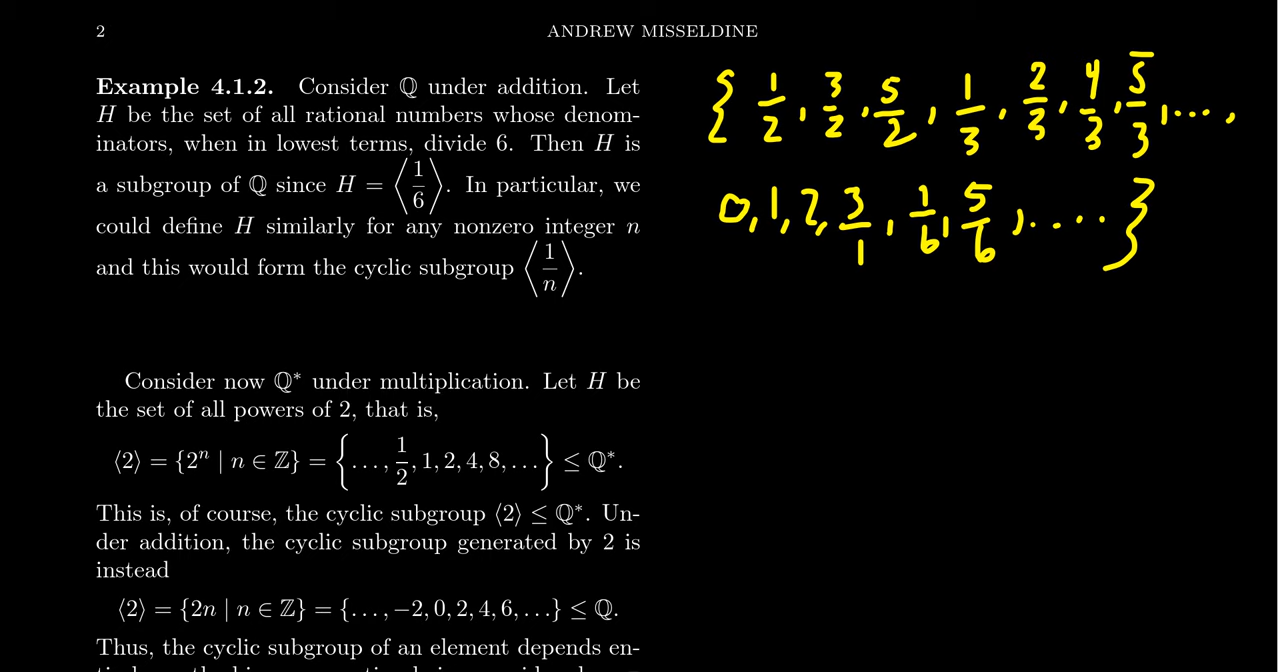 2 ANDREW MISSELDINE
Example 4.1.2. Consider ℚ under addition. Let
H be the set of all rational numbers whose denom-
inators, when in lowest terms, divide 6. Then H is
a subgroup of ℚ since H = ⟨1/6⟩. In particular, we
could define H similarly for any nonzero integer n
and this would form the cyclic subgroup ⟨1/n⟩.
Consider now ℚ* under multiplication. Let H be
the set of all powers of 2, that is,
⟨2⟩ = {2ⁿ | n ∈ ℤ} = {..., 1/2, 1, 2, 4, 8, ...} ≤ ℚ*.
This is, of course, the cyclic subgroup ⟨2⟩ ≤ ℚ*. Un-
der addition, the cyclic subgroup generated by 2 is
instead
⟨2⟩ = {2n | n ∈ ℤ} = {..., −2, 0, 2, 4, 6, ...} ≤ ℚ.
Thus, the cyclic subgroup of an element depends en-
{1/2, 3/2, 5/2, 1/3, 2/3, 4/3, 5/3, ...,
0, 1, 2, 3/1, 1/6, 5/6, ....}